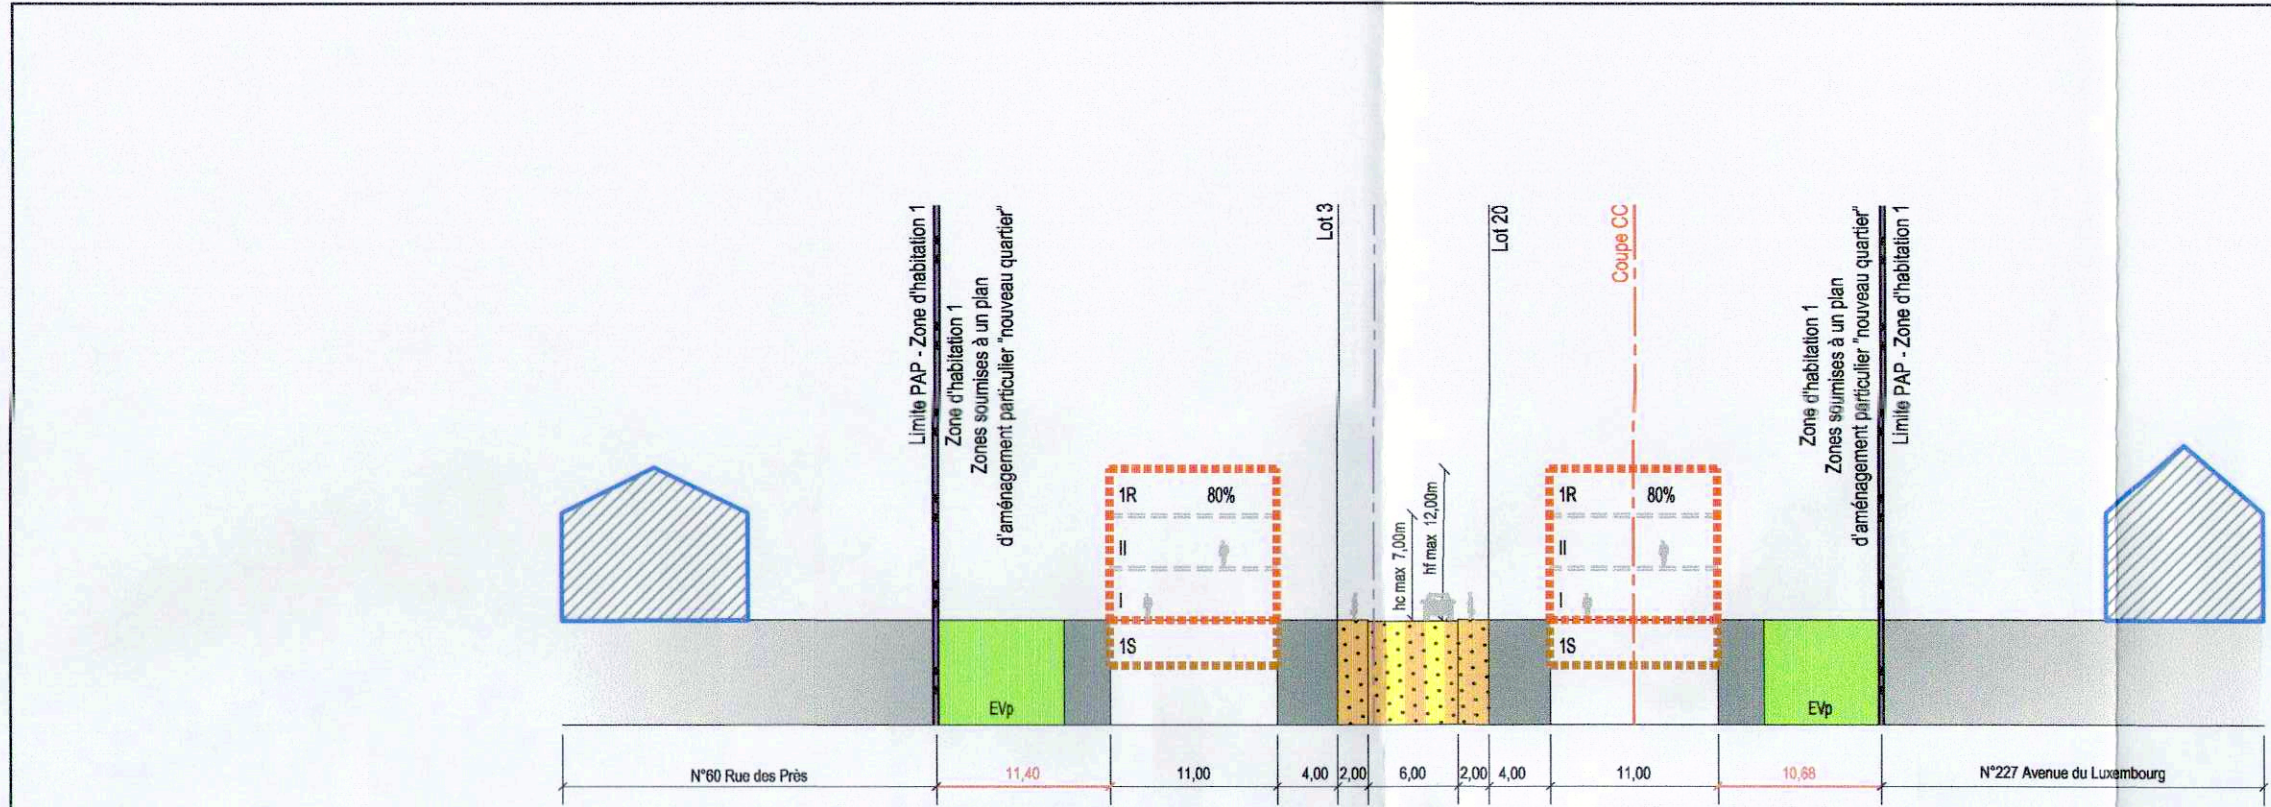 Limite PAP - Zone d'habitation 1
Zone d'habitation 1
Zones soumises à un plan
d'aménagement particulier "nouveau quartier"
Lot 3
Lot 20
Coupe CC
Zone d'habitation 1
Zones soumises à un plan
d'aménagement particulier "nouveau quartier"
Limite PAP - Zone d'habitation 1
1R 80%
II
I
1S
hc max 7,00m
hf max 12,00m
1R 80%
II
I
1S
EVp
EVp
N°60 Rue des Près
11,40
11,00
4,00
2,00
6,00
2,00
4,00
11,00
10,68
N°227 Avenue du Luxembourg